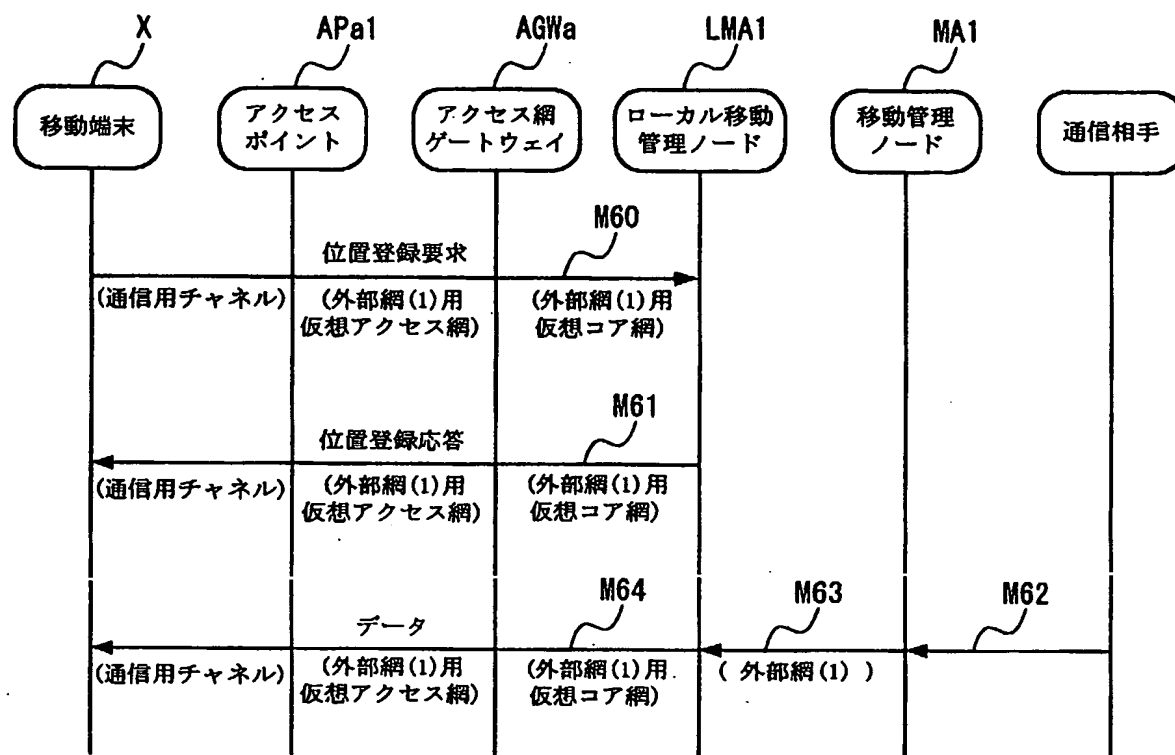 X
APa1
AGWa
LMA1
MA1
移動端末
アクセス
ポイント
アクセス網
ゲートウェイ
ローカル移動
管理ノード
移動管理
ノード
通信相手
M60
位置登録要求
(通信用チャネル)
(外部網(1)用
仮想アクセス網)
(外部網(1)用
仮想コア網)
M61
位置登録応答
(通信用チャネル)
(外部網(1)用
仮想アクセス網)
(外部網(1)用
仮想コア網)
M64
M63
M62
データ
(通信用チャネル)
(外部網(1)用
仮想アクセス網)
(外部網(1)用
仮想コア網)
( 外部網(1) )